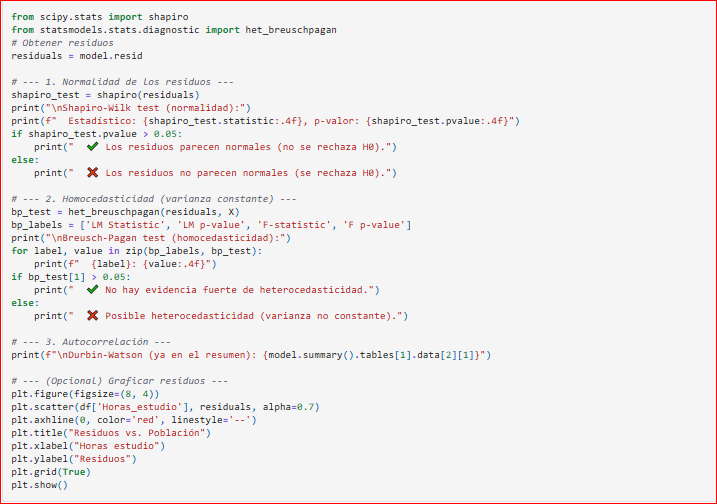 from scipy.stats import shapiro
from statsmodels.stats.diagnostic import het_breuschpagan
# Obtener residuos
residuals = model.resid

# --- 1. Normalidad de los residuos ---
shapiro_test = shapiro(residuals)
print("\nShapiro-Wilk test (normalidad):")
print(f"  Estadístico: {shapiro_test.statistic:.4f}, p-valor: {shapiro_test.pvalue:.4f}")
if shapiro_test.pvalue > 0.05:
    print("  ✔ Los residuos parecen normales (no se rechaza H0).")
else:
    print("  ❌ Los residuos no parecen normales (se rechaza H0).")

# --- 2. Homocedasticidad (varianza constante) ---
bp_test = het_breuschpagan(residuals, X)
bp_labels = ['LM Statistic', 'LM p-value', 'F-statistic', 'F p-value']
print("\nBreusch-Pagan test (homocedasticidad):")
for label, value in zip(bp_labels, bp_test):
    print(f"  {label}: {value:.4f}")
if bp_test[1] > 0.05:
    print("  ✔ No hay evidencia fuerte de heterocedasticidad.")
else:
    print("  ❌ Posible heterocedasticidad (varianza no constante).")

# --- 3. Autocorrelación ---
print(f"\nDurbin-Watson (ya en el resumen): {model.summary().tables[1].data[2][1]}")

# --- (Opcional) Graficar residuos ---
plt.figure(figsize=(8, 4))
plt.scatter(df['Horas_estudio'], residuals, alpha=0.7)
plt.axhline(0, color='red', linestyle='--')
plt.title("Residuos vs. Población")
plt.xlabel("Horas estudio")
plt.ylabel("Residuos")
plt.grid(True)
plt.show()